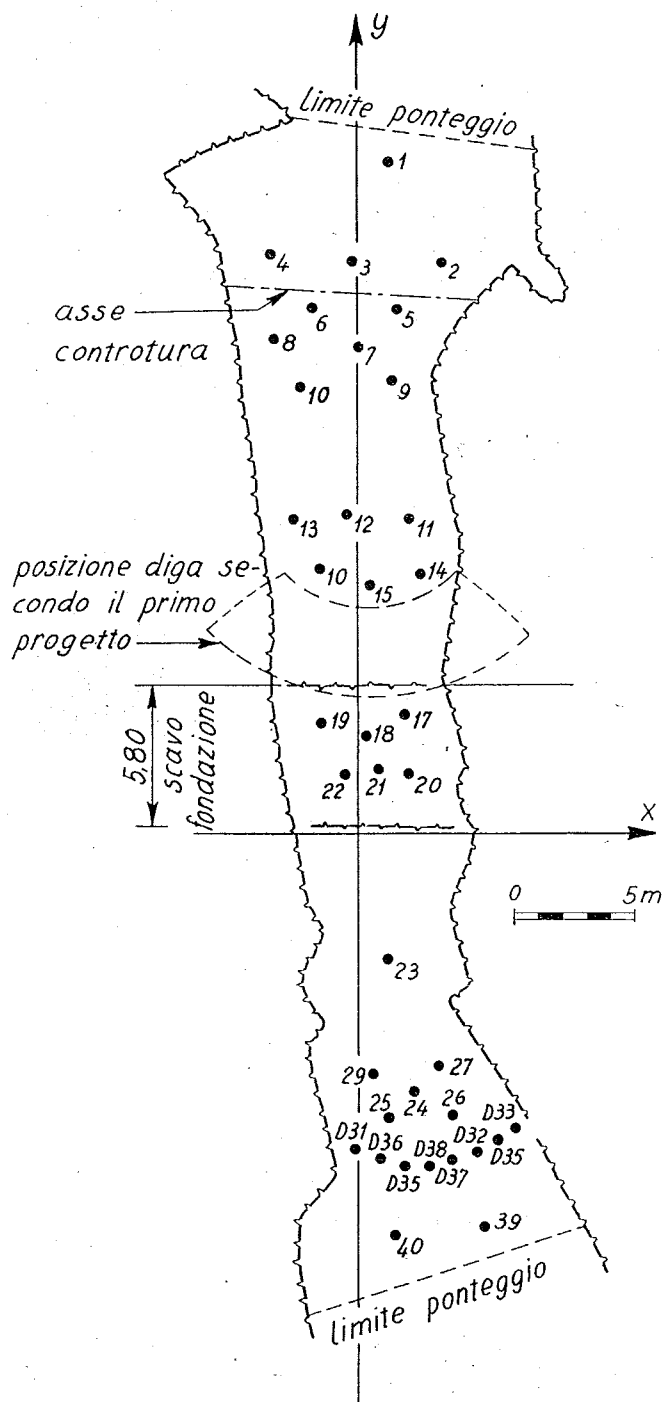 y
limite ponteggio
1
4
3
2
asse
controtura
6
5
8
7
10
9
13
12
11
posizione diga se-
condo il primo
progetto
10
15
14
5,80
scavo
fondazione
19
17
18
22
21
20
x
0 5m
23
29
27
24
25
26
D33
D31
D36
D38
D32
D35
D35
D37
40
39
limite ponteggio